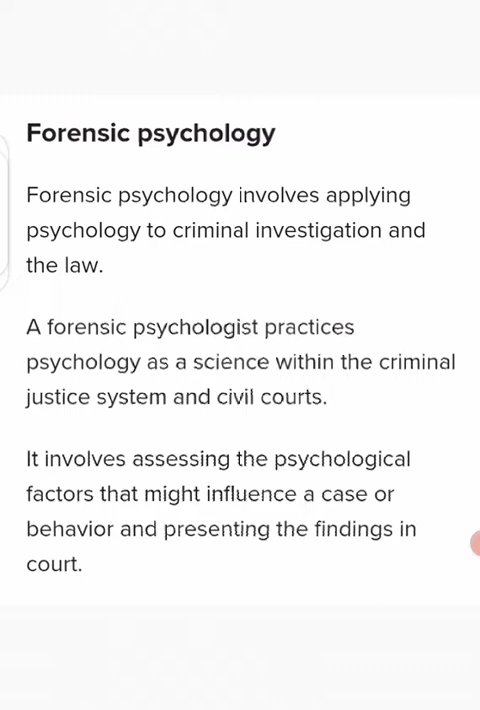 Forensic psychology
Forensic psychology involves applying
psychology to criminal investigation and
the law.
A forensic psychologist practices
psychology as a science within the criminal
justice system and civil courts.
It involves assessing the psychological
factors that might influence a case or
behavior and presenting the findings in
court.